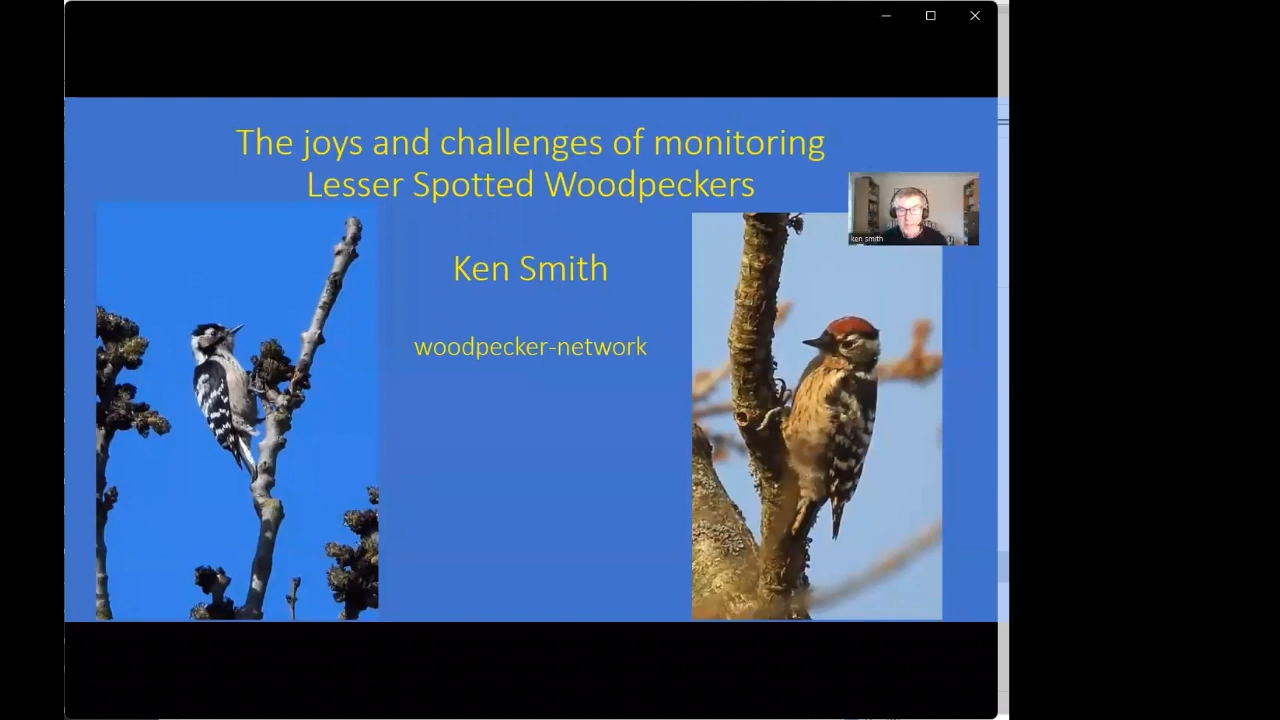 The joys and challenges of monitoring
Lesser Spotted Woodpeckers
ken smith
Ken Smith
woodpecker-network